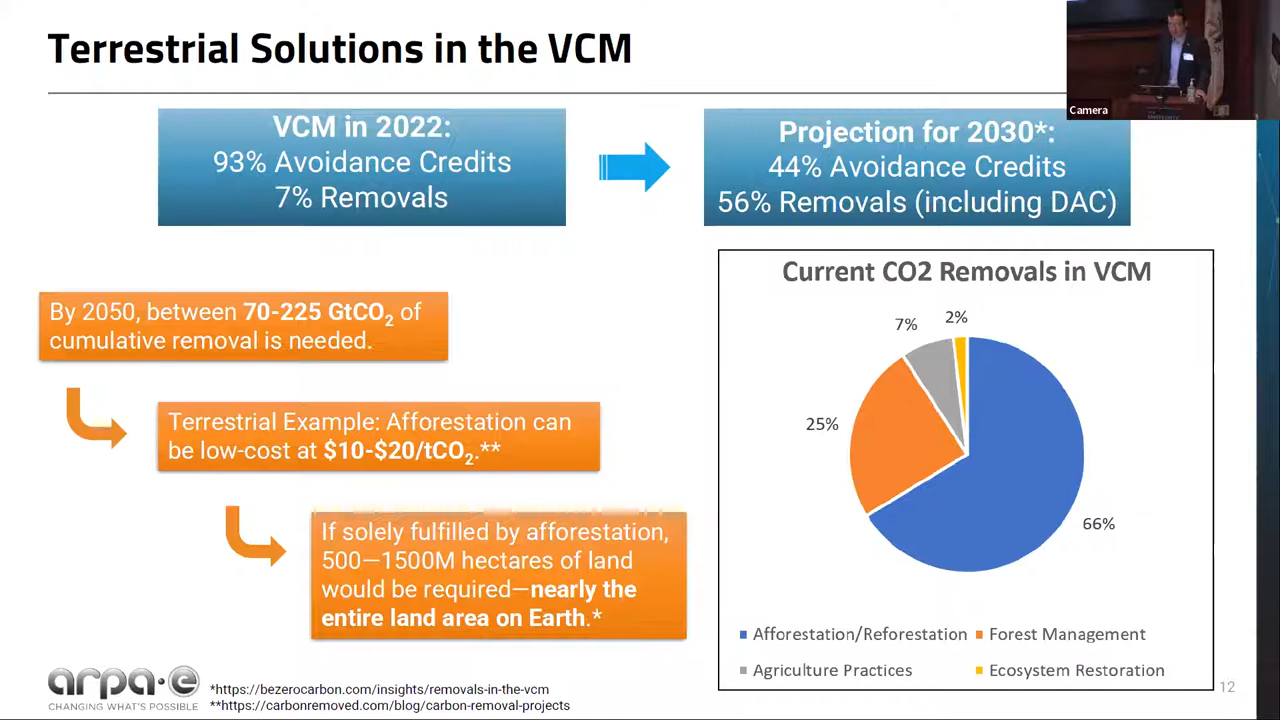 Terrestrial Solutions in the VCM
Camera
VCM in 2022:
93% Avoidance Credits
7% Removals
Projection for 2030*:
44% Avoidance Credits
56% Removals (including DAC)
By 2050, between 70-225 GtCO₂ of
cumulative removal is needed.
Terrestrial Example: Afforestation can
be low-cost at $10-$20/tCO₂.**
If solely fulfilled by afforestation,
500—1500M hectares of land
would be required—nearly the
entire land area on Earth.*
Current CO2 Removals in VCM
2%
7%
25%
66%
Afforestation/Reforestation
Forest Management
Agriculture Practices
Ecosystem Restoration
arpa·e
CHANGING WHAT'S POSSIBLE
*https://bezerocarbon.com/insights/removals-in-the-vcm
**https://carbonremoved.com/blog/carbon-removal-projects
12